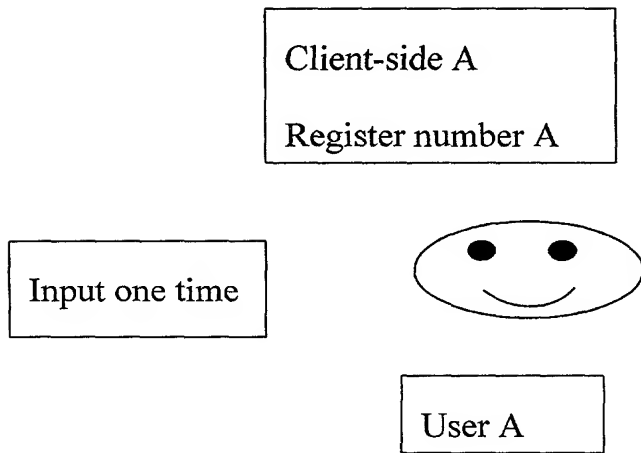 Client-side A
Register number A
Input one time
User A